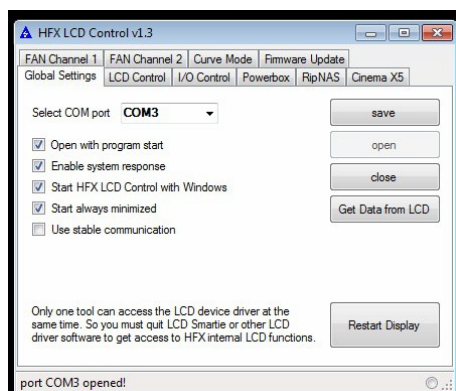 HFX LCD Control v1.3
FAN Channel 1 FAN Channel 2 Curve Mode Firmware Update
Global Settings LCD Control I/O Control Powerbox RipNAS Cinema X5
Select COM port COM3 save
Open with program start open
Enable system response
Start HFX LCD Control with Windows close
Start always minimized Get Data from LCD
Use stable communication
Only one tool can access the LCD device driver at the
same time. So you must quit LCD Smartie or other LCD
driver software to get access to HFX internal LCD functions.
Restart Display
port COM3 opened!